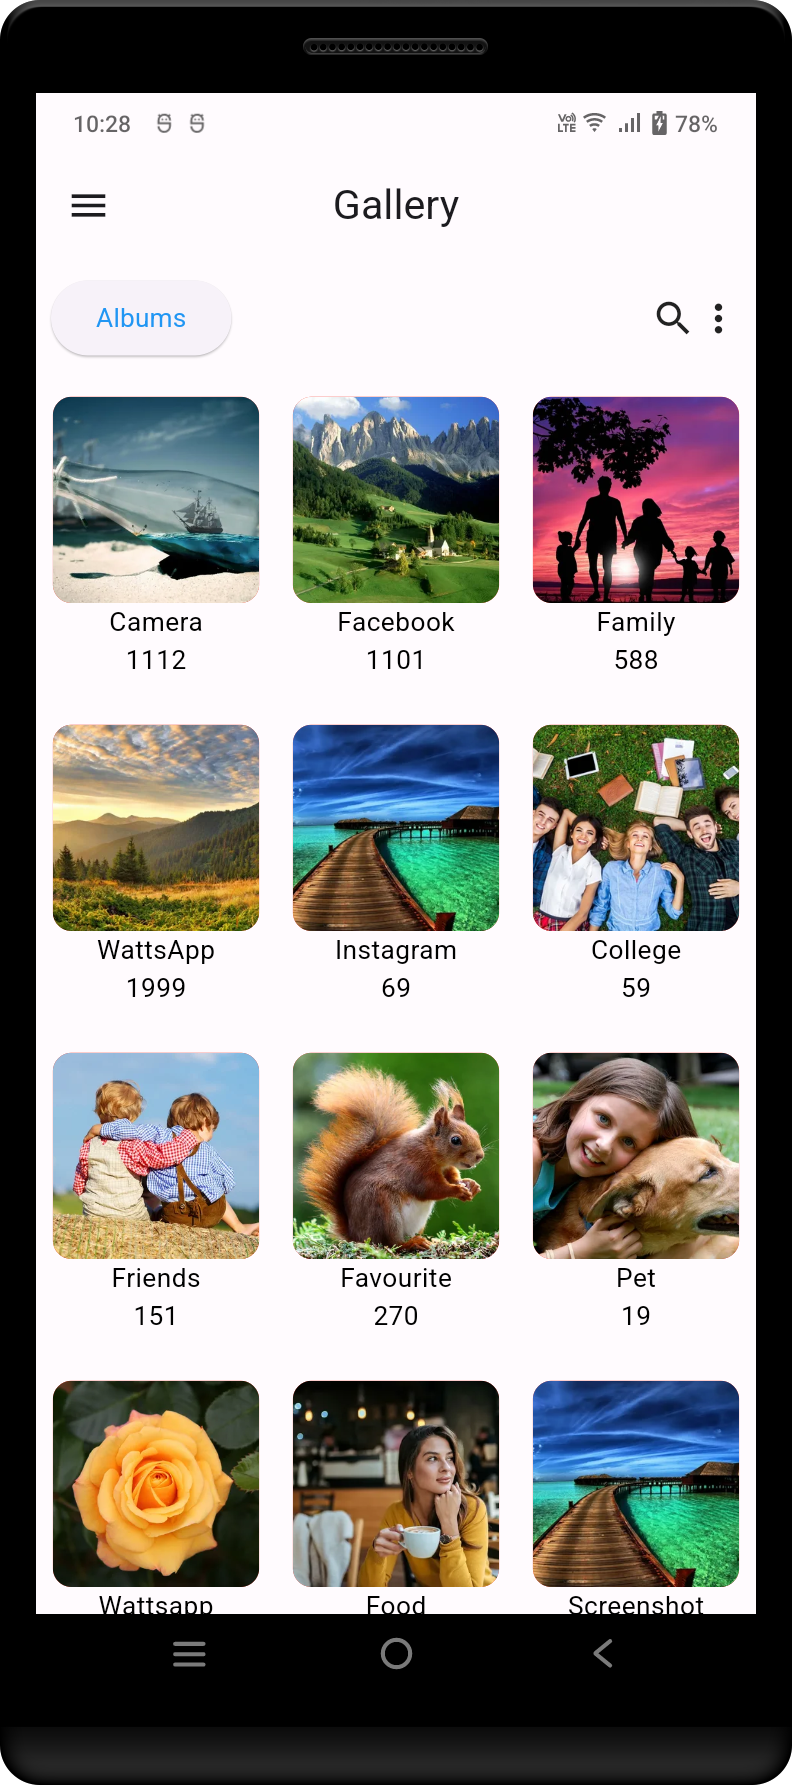 10:28 Vo) LTE 78%
Gallery
Albums
Camera Facebook Family
1112 1101 588
WattsApp Instagram College
1999 69 59
Friends Favourite Pet
151 270 19
Wattsapp Food Screenshot